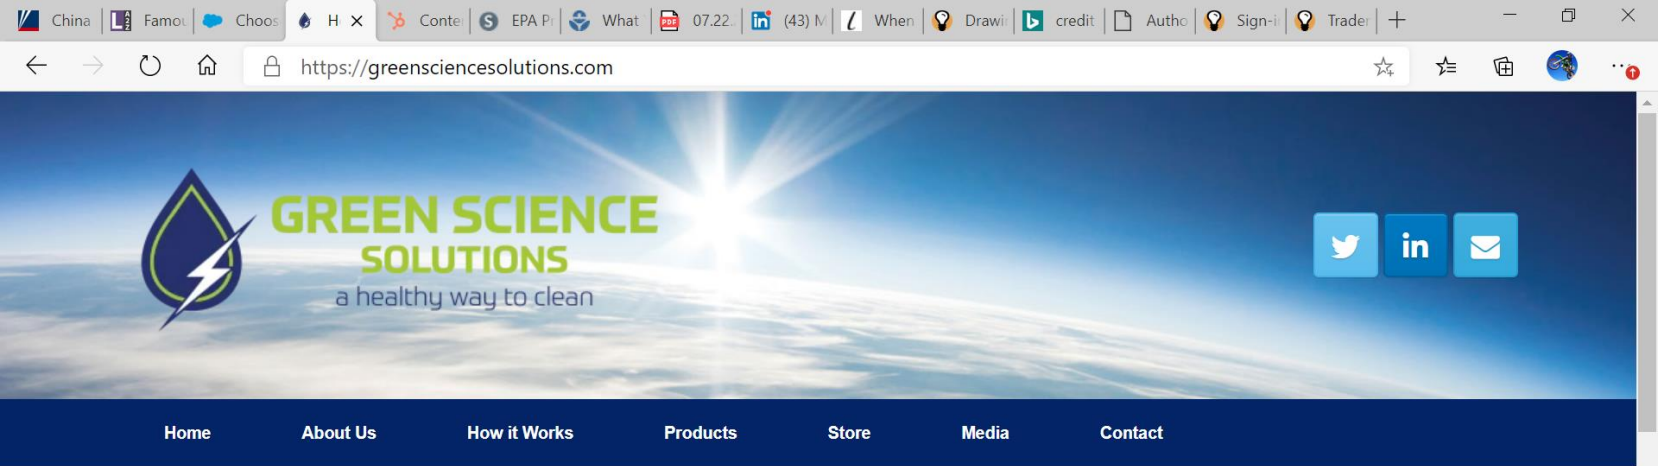 China
Famou
Choos
H
Conte
EPA P
What
07.22.
(43) M
When
Drawi
credit
Autho
Sign-i
Trader
https://greensciencesolutions.com
GREEN SCIENCE
SOLUTIONS
a healthy way to clean
in
Home About Us How it Works Products Store Media Contact